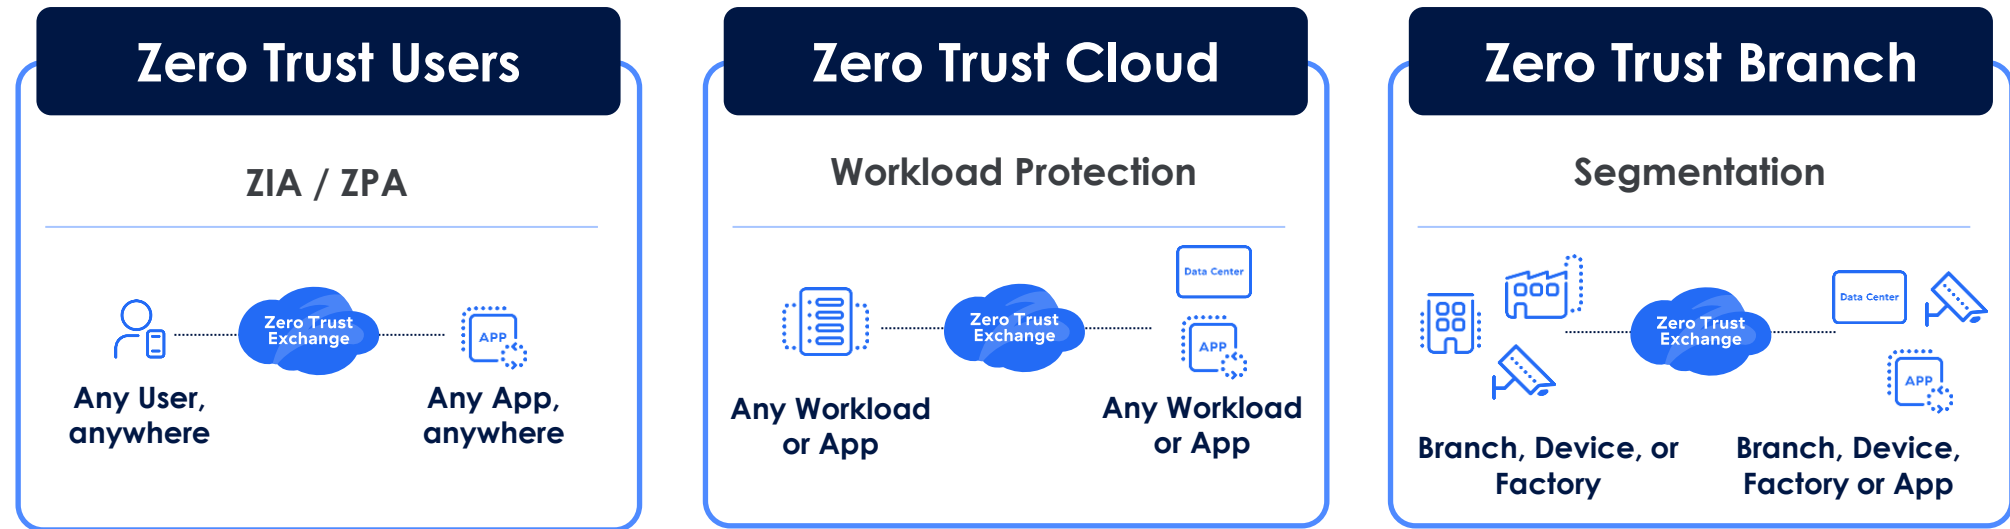 Zero Trust Users
ZIA / ZPA
Zero Trust
Exchange
APP
Any User,
anywhere
Any App,
anywhere
Zero Trust Cloud
Workload Protection
Data Center
Zero Trust
Exchange
APP
Any Workload
or App
Any Workload
or App
Zero Trust Branch
Segmentation
Data Center
Zero Trust
Exchange
APP
Branch, Device, or
Factory
Branch, Device,
Factory or App